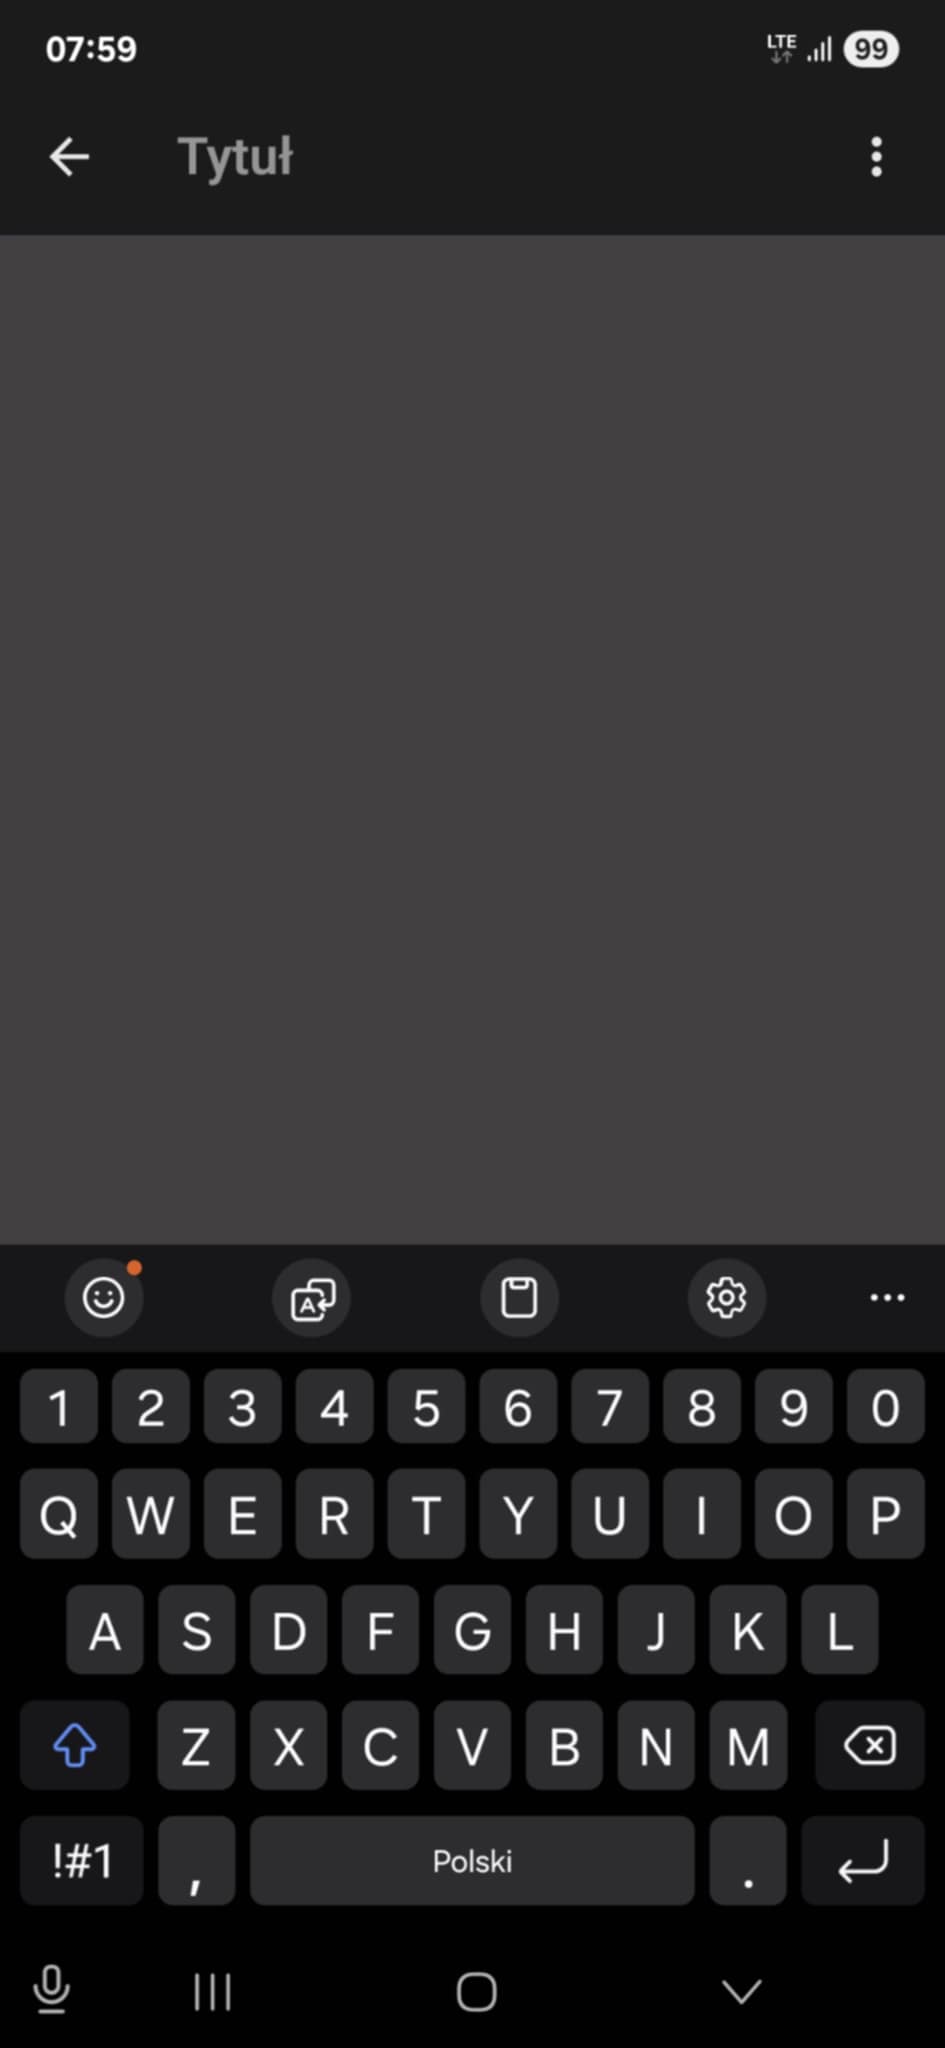 07:59 LTE 99
Tytuł
1 2 3 4 5 6 7 8 9 0
Q W E R T Y U I O P
A S D F G H J K L
Z X C V B N M
!#1 , Polski .